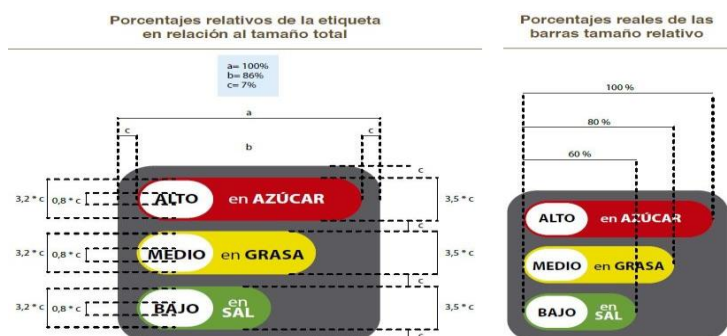 Porcentajes relativos de la etiqueta
en relación al tamaño total
a= 100%
b= 86%
c= 7%
a
c
c
b
c
3,2 * c
0,8 * c
ALTO
en AZÚCAR
3,5 * c
c
3,2 * c
0,8 * c
MEDIO
en GRASA
3,5 * c
c
3,2 * c
0,8 * c
BAJO
en
SAL
3,5 * c
c
Porcentajes reales de las
barras tamaño relativo
100 %
80 %
60 %
ALTO
en AZÚCAR
MEDIO
en GRASA
BAJO
en
SAL